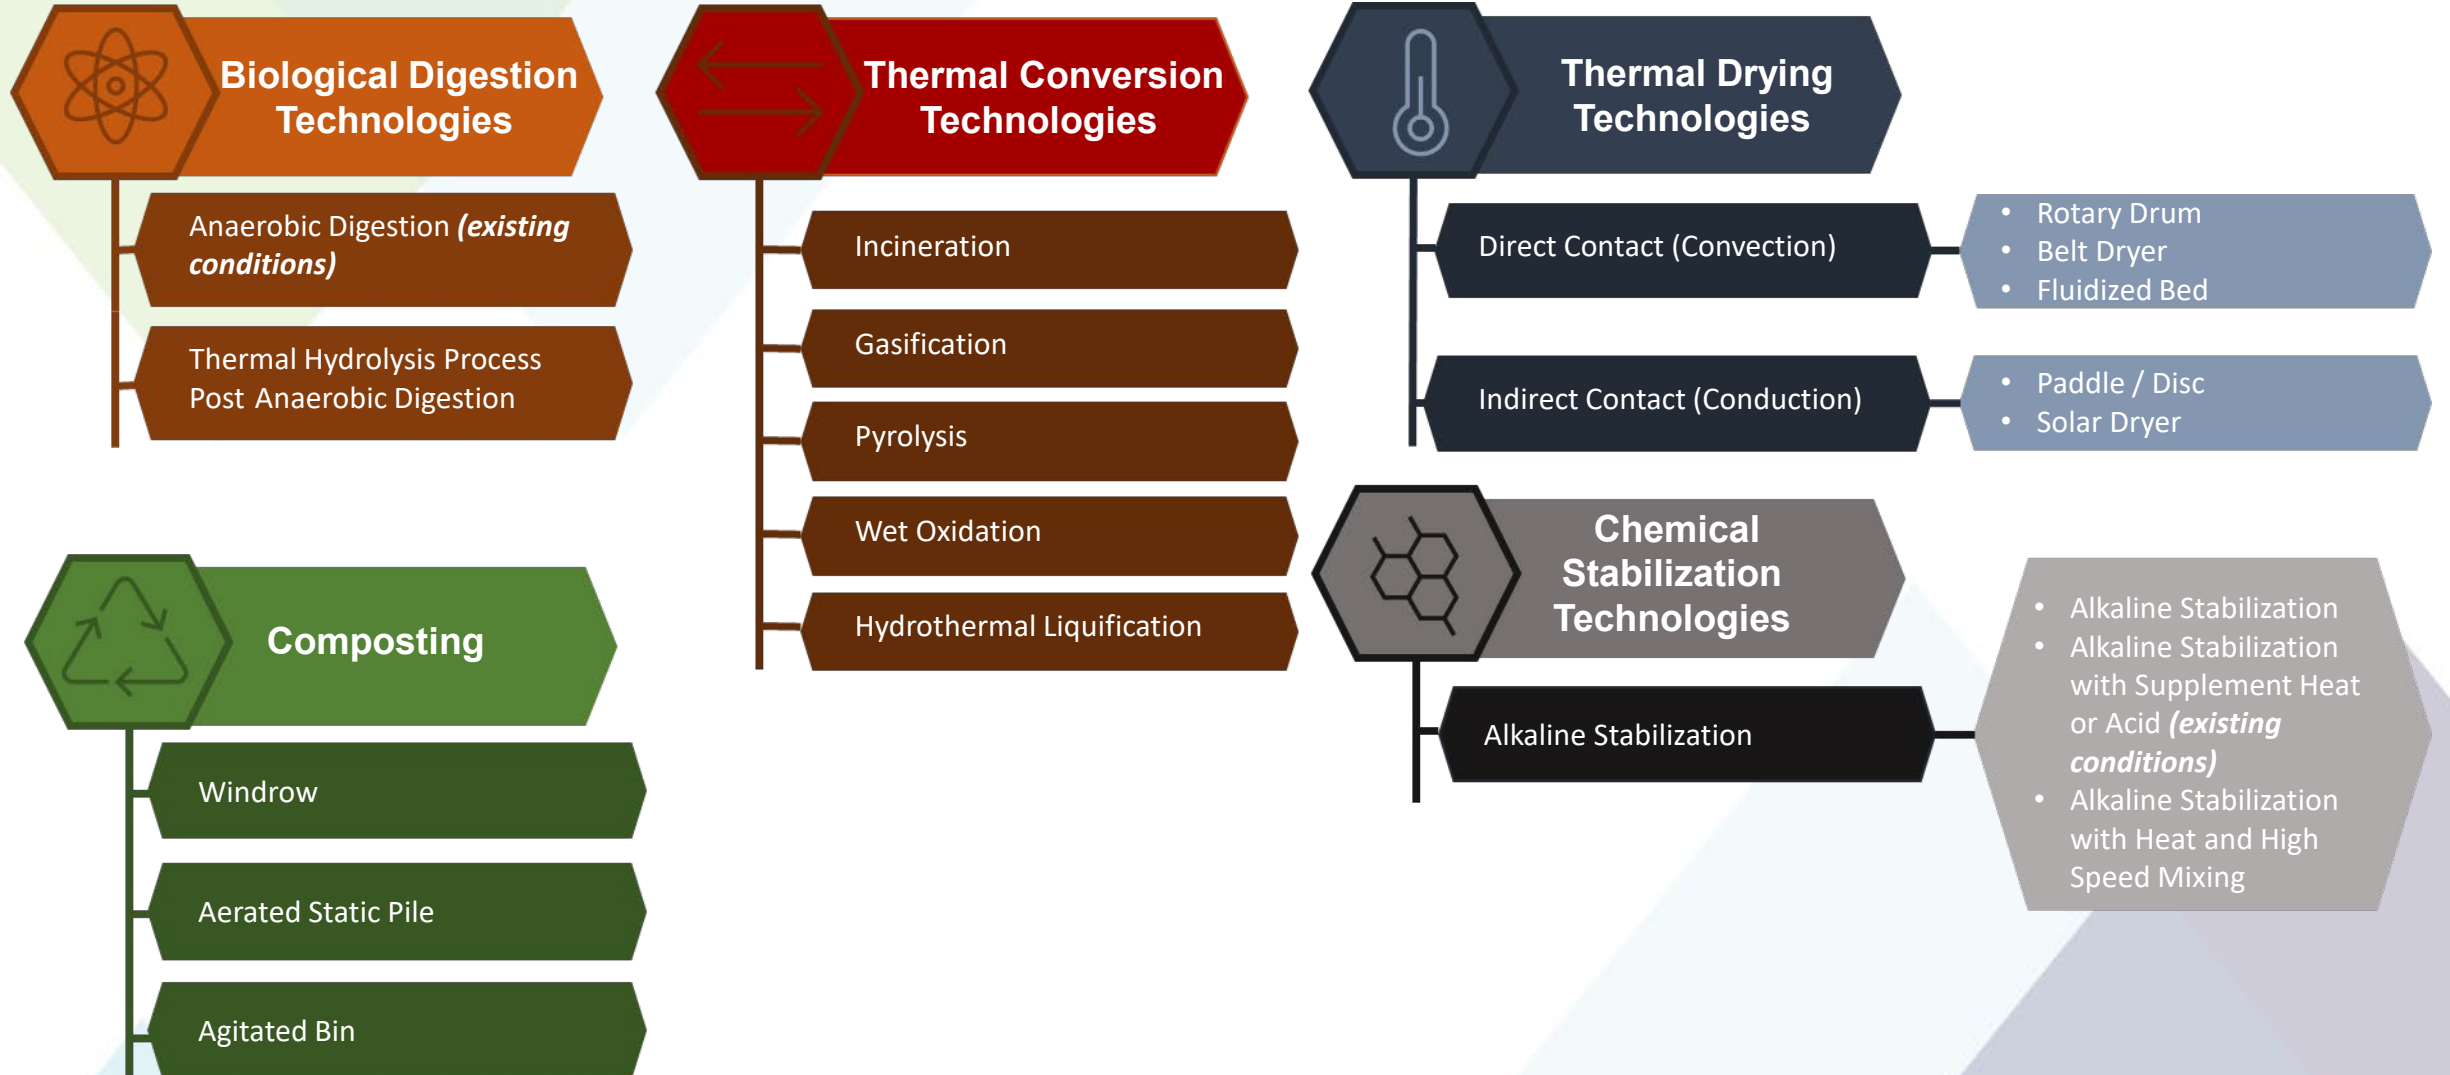 Biological Digestion
Technologies
Anaerobic Digestion (existing
conditions)
Thermal Hydrolysis Process
Post Anaerobic Digestion
Composting
Windrow
Aerated Static Pile
Agitated Bin
Thermal Conversion
Technologies
Incineration
Gasification
Pyrolysis
Wet Oxidation
Hydrothermal Liquification
Thermal Drying
Technologies
Direct Contact (Convection)
• Rotary Drum
• Belt Dryer
• Fluidized Bed
Indirect Contact (Conduction)
• Paddle / Disc
• Solar Dryer
Chemical
Stabilization
Technologies
Alkaline Stabilization
• Alkaline Stabilization
• Alkaline Stabilization
with Supplement Heat
or Acid (existing
conditions)
• Alkaline Stabilization
with Heat and High
Speed Mixing